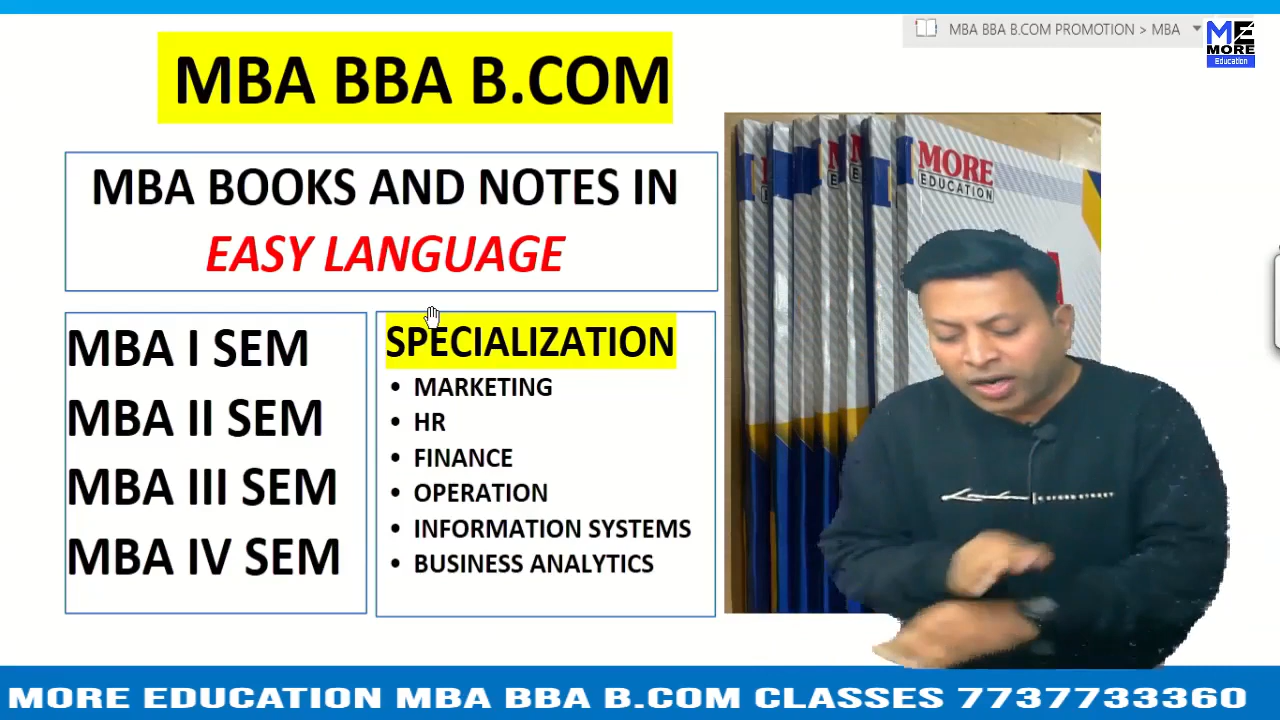 MBA BBA B.COM PROMOTION > MBA
ME
MORE
Education
MBA BBA B.COM
MBA BOOKS AND NOTES IN
EASY LANGUAGE
MBA I SEM
MBA II SEM
MBA III SEM
MBA IV SEM
SPECIALIZATION
• MARKETING
• HR
• FINANCE
• OPERATION
• INFORMATION SYSTEMS
• BUSINESS ANALYTICS
MORE
EDUCATION
MORE EDUCATION MBA BBA B.COM CLASSES 7737733360